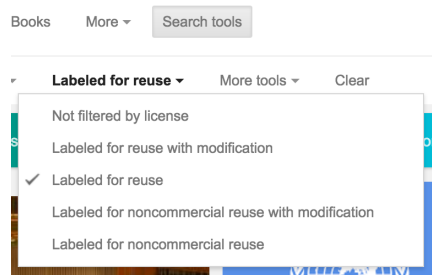 Books More Search tools
Labeled for reuse More tools Clear
Not filtered by license
Labeled for reuse with modification
Labeled for reuse
Labeled for noncommercial reuse with modification
Labeled for noncommercial reuse